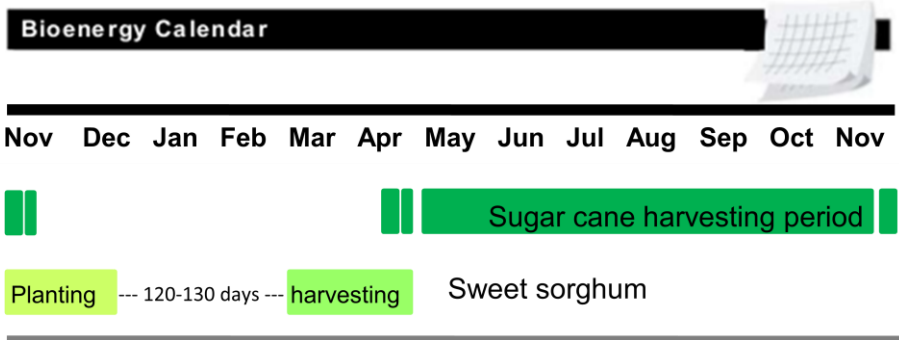 Bioenergy Calendar
Nov Dec Jan Feb Mar Apr May Jun Jul Aug Sep Oct Nov
Sugar cane harvesting period
Planting --- 120-130 days --- harvesting Sweet sorghum